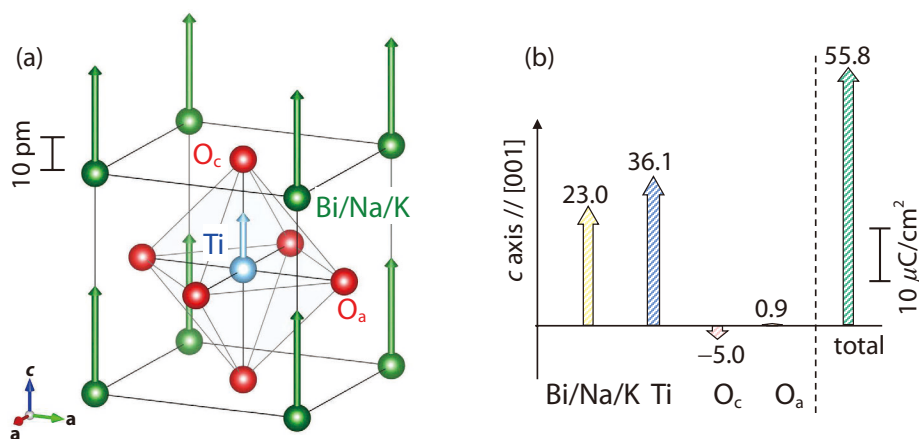 (a)
10 pm
O_c
Bi/Na/K
Ti
O_a
c
a
a
(b)
55.8
36.1
23.0
c axis // [001]
10 μC/cm²
0.9
−5.0
total
Bi/Na/K Ti O_c O_a